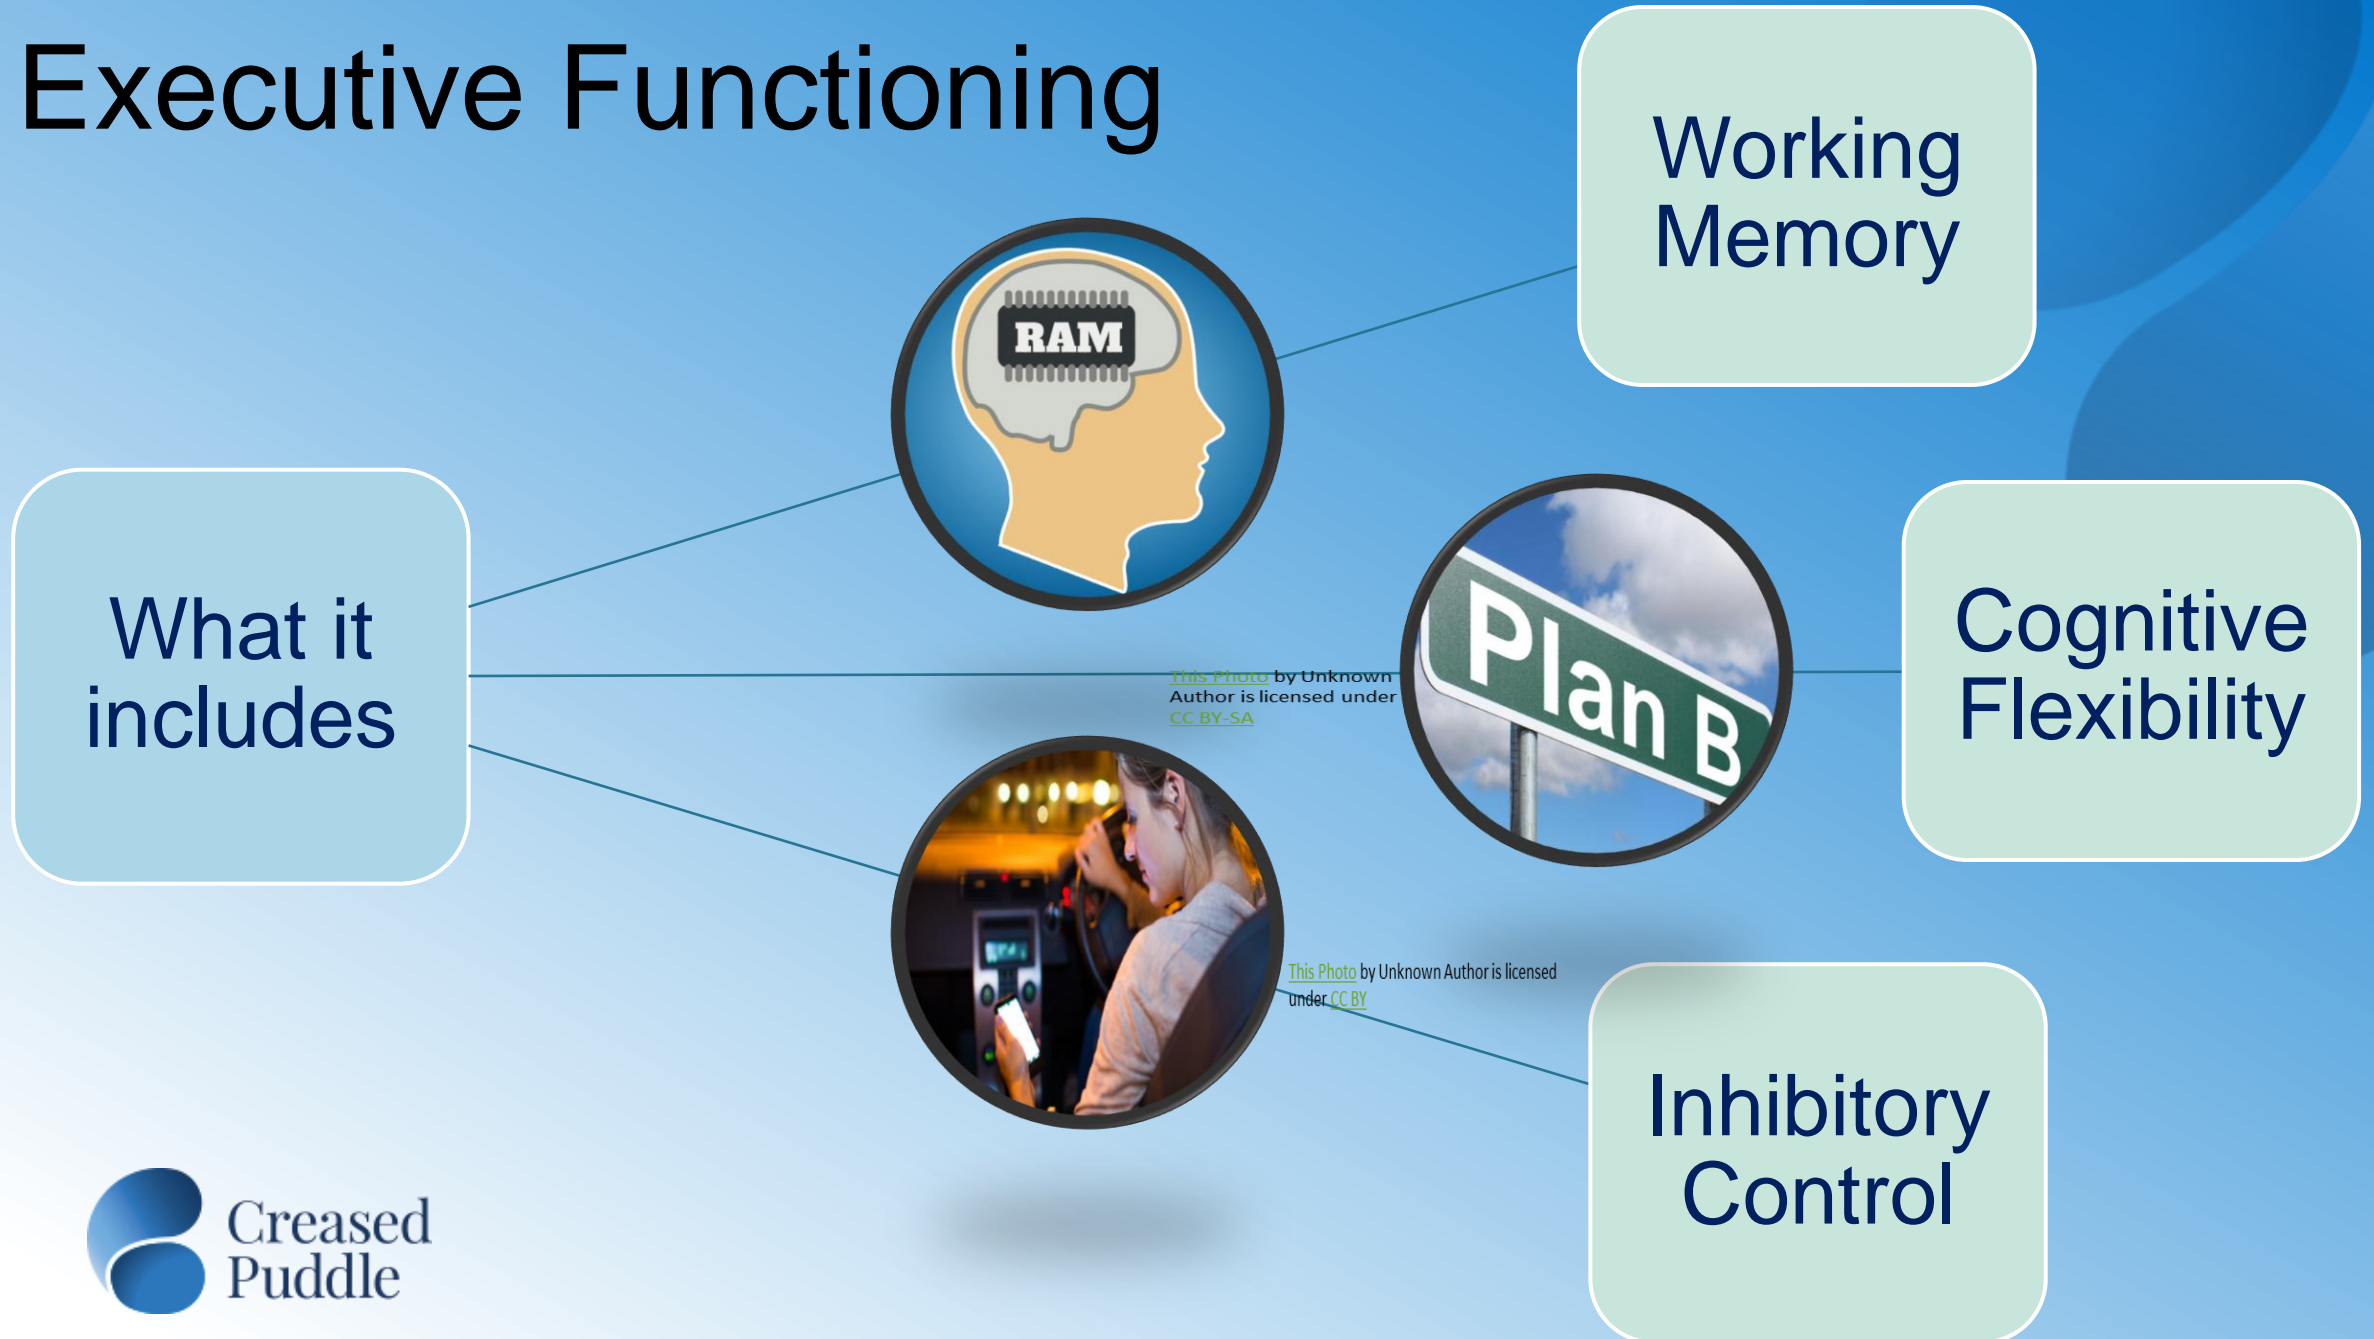 Executive Functioning
Working
Memory
RAM
What it
includes
This Photo by Unknown
Author is licensed under
CC BY-SA
Plan B
Cognitive
Flexibility
This Photo by Unknown Author is licensed
under CC BY
Inhibitory
Control
Creased
Puddle